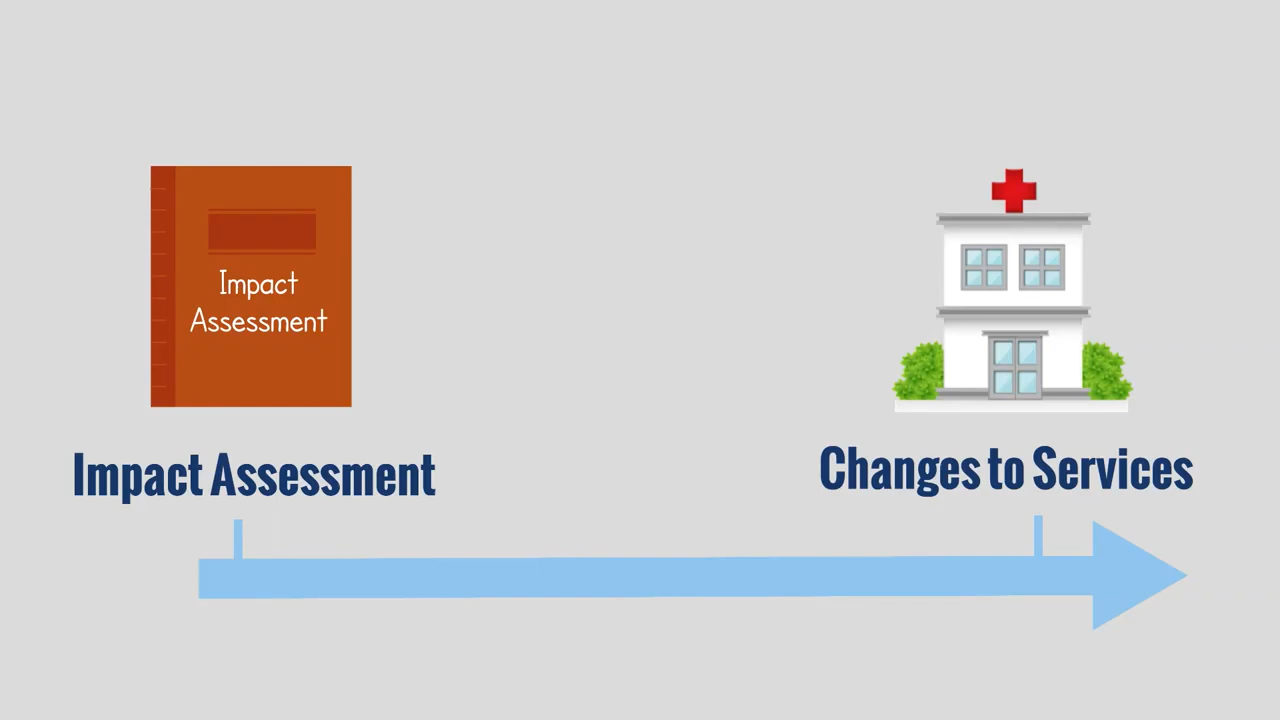 Impact
Assessment
Impact Assessment
Changes to Services